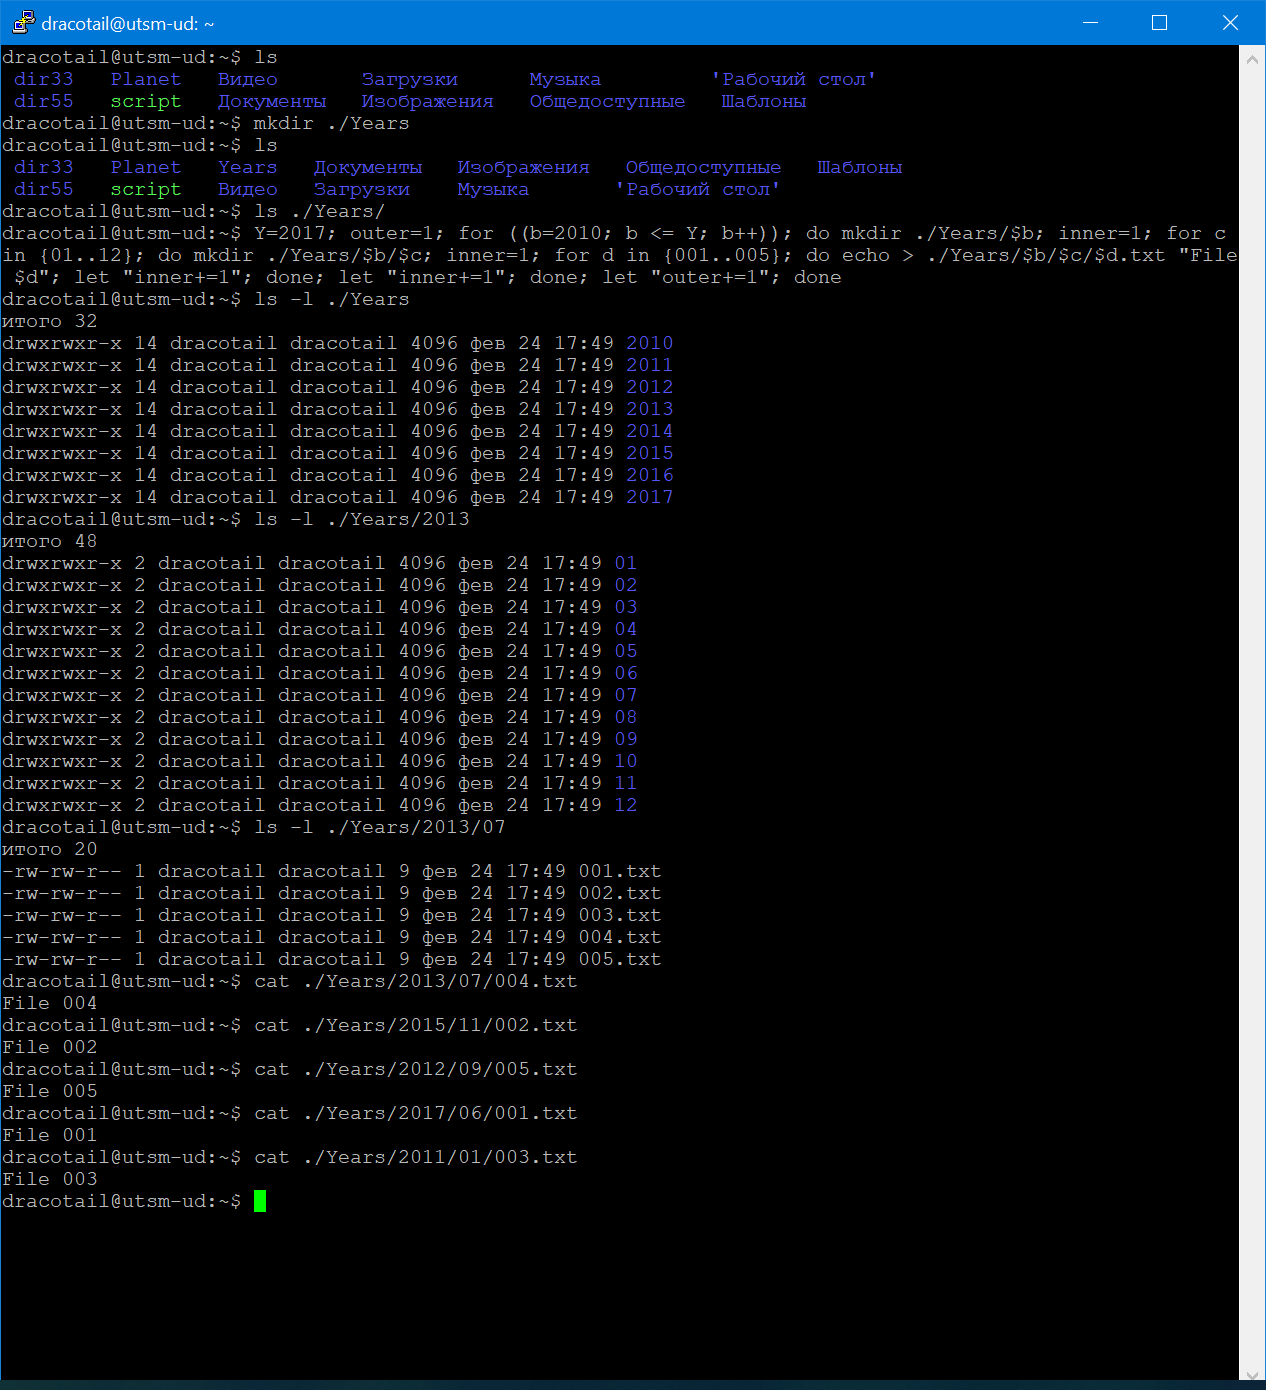 dracotail@utsm-ud: ~
dracotail@utsm-ud:~$ ls
dir33 Planet Видео Загрузки Музыка 'Рабочий стол'
dir55 script Документы Изображения Общедоступные Шаблоны
dracotail@utsm-ud:~$ mkdir ./Years
dracotail@utsm-ud:~$ ls
dir33 Planet Years Документы Изображения Общедоступные Шаблоны
dir55 script Видео Загрузки Музыка 'Рабочий стол'
dracotail@utsm-ud:~$ ls ./Years/
dracotail@utsm-ud:~$ Y=2017; outer=1; for ((b=2010; b <= Y; b++)); do mkdir ./Years/$b; inner=1; for c
in {01..12}; do mkdir ./Years/$b/$c; inner=1; for d in {001..005}; do echo > ./Years/$b/$c/$d.txt "File
$d"; let "inner+=1"; done; let "inner+=1"; done; let "outer+=1"; done
dracotail@utsm-ud:~$ ls -l ./Years
итого 32
drwxrwxr-x 14 dracotail dracotail 4096 фев 24 17:49 2010
drwxrwxr-x 14 dracotail dracotail 4096 фев 24 17:49 2011
drwxrwxr-x 14 dracotail dracotail 4096 фев 24 17:49 2012
drwxrwxr-x 14 dracotail dracotail 4096 фев 24 17:49 2013
drwxrwxr-x 14 dracotail dracotail 4096 фев 24 17:49 2014
drwxrwxr-x 14 dracotail dracotail 4096 фев 24 17:49 2015
drwxrwxr-x 14 dracotail dracotail 4096 фев 24 17:49 2016
drwxrwxr-x 14 dracotail dracotail 4096 фев 24 17:49 2017
dracotail@utsm-ud:~$ ls -l ./Years/2013
итого 48
drwxrwxr-x 2 dracotail dracotail 4096 фев 24 17:49 01
drwxrwxr-x 2 dracotail dracotail 4096 фев 24 17:49 02
drwxrwxr-x 2 dracotail dracotail 4096 фев 24 17:49 03
drwxrwxr-x 2 dracotail dracotail 4096 фев 24 17:49 04
drwxrwxr-x 2 dracotail dracotail 4096 фев 24 17:49 05
drwxrwxr-x 2 dracotail dracotail 4096 фев 24 17:49 06
drwxrwxr-x 2 dracotail dracotail 4096 фев 24 17:49 07
drwxrwxr-x 2 dracotail dracotail 4096 фев 24 17:49 08
drwxrwxr-x 2 dracotail dracotail 4096 фев 24 17:49 09
drwxrwxr-x 2 dracotail dracotail 4096 фев 24 17:49 10
drwxrwxr-x 2 dracotail dracotail 4096 фев 24 17:49 11
drwxrwxr-x 2 dracotail dracotail 4096 фев 24 17:49 12
dracotail@utsm-ud:~$ ls -l ./Years/2013/07
итого 20
-rw-rw-r-- 1 dracotail dracotail 9 фев 24 17:49 001.txt
-rw-rw-r-- 1 dracotail dracotail 9 фев 24 17:49 002.txt
-rw-rw-r-- 1 dracotail dracotail 9 фев 24 17:49 003.txt
-rw-rw-r-- 1 dracotail dracotail 9 фев 24 17:49 004.txt
-rw-rw-r-- 1 dracotail dracotail 9 фев 24 17:49 005.txt
dracotail@utsm-ud:~$ cat ./Years/2013/07/004.txt
File 004
dracotail@utsm-ud:~$ cat ./Years/2015/11/002.txt
File 002
dracotail@utsm-ud:~$ cat ./Years/2012/09/005.txt
File 005
dracotail@utsm-ud:~$ cat ./Years/2017/06/001.txt
File 001
dracotail@utsm-ud:~$ cat ./Years/2011/01/003.txt
File 003
dracotail@utsm-ud:~$